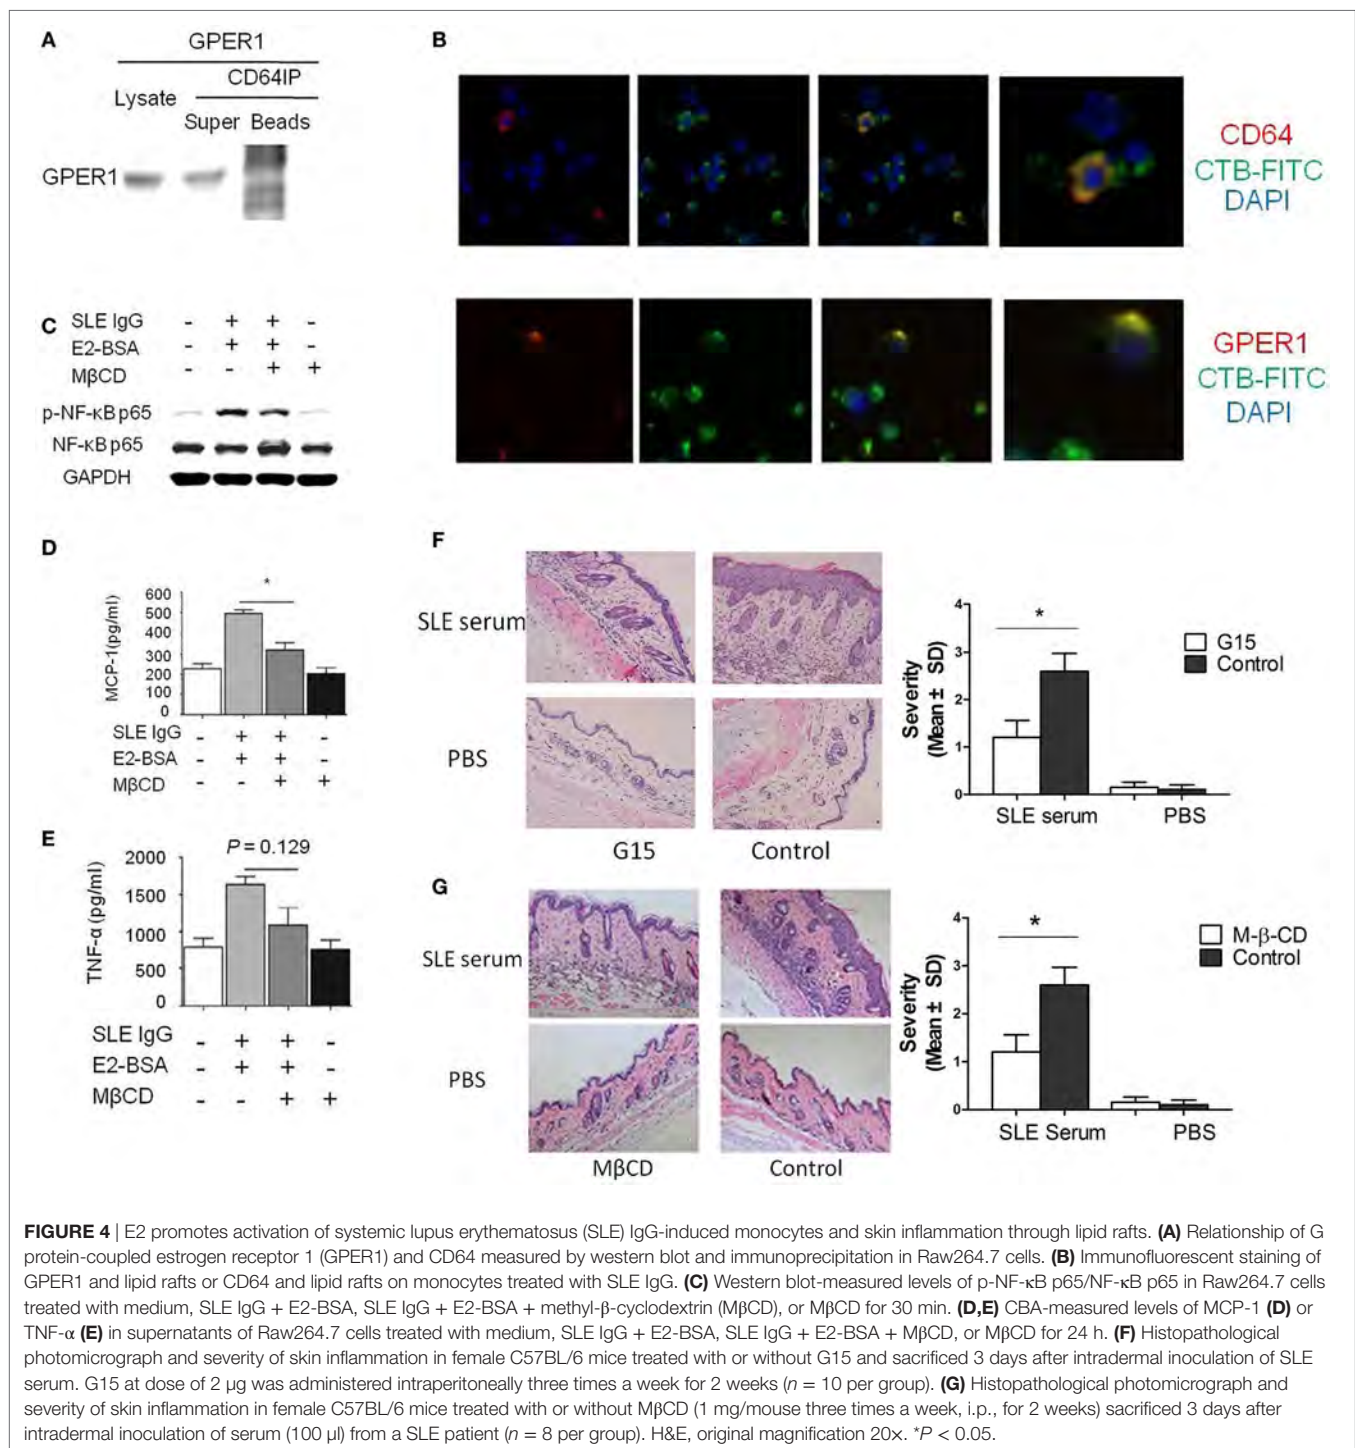 A
GPER1
CD64IP
Lysate
Super Beads
GPER1
B
CD64
CTB-FITC
DAPI
GPER1
CTB-FITC
DAPI
C
SLE IgG - + + -
E2-BSA - + + -
MβCD - - + +
p-NF-κB p65
NF-κB p65
GAPDH
D
*
MCP-1(pg/ml)
600
500
400
300
200
100
0
SLE IgG - + + -
E2-BSA - + + -
MβCD - - + +
E
P = 0.129
TNF-α(pg/ml)
2000
1500
1000
500
0
SLE IgG - + + -
E2-BSA - + + -
MβCD - - + +
F
SLE serum
PBS
G15 Control
Severity
(Mean ± SD)
4
3
2
1
0
*
G15
Control
SLE serum PBS
G
SLE serum
PBS
MβCD Control
Severity
(Mean ± SD)
4
3
2
1
0
*
M-β-CD
Control
SLE Serum PBS
FIGURE 4 | E2 promotes activation of systemic lupus erythematosus (SLE) IgG-induced monocytes and skin inflammation through lipid rafts. (A) Relationship of G
protein-coupled estrogen receptor 1 (GPER1) and CD64 measured by western blot and immunoprecipitation in Raw264.7 cells. (B) Immunofluorescent staining of
GPER1 and lipid rafts or CD64 and lipid rafts on monocytes treated with SLE IgG. (C) Western blot-measured levels of p-NF-κB p65/NF-κB p65 in Raw264.7 cells
treated with medium, SLE IgG + E2-BSA, SLE IgG + E2-BSA + methyl-β-cyclodextrin (MβCD), or MβCD for 30 min. (D,E) CBA-measured levels of MCP-1 (D) or
TNF-α (E) in supernatants of Raw264.7 cells treated with medium, SLE IgG + E2-BSA, SLE IgG + E2-BSA + MβCD, or MβCD for 24 h. (F) Histopathological
photomicrograph and severity of skin inflammation in female C57BL/6 mice treated with or without G15 and sacrificed 3 days after intradermal inoculation of SLE
serum. G15 at dose of 2 μg was administered intraperitoneally three times a week for 2 weeks (n = 10 per group). (G) Histopathological photomicrograph and
severity of skin inflammation in female C57BL/6 mice treated with or without MβCD (1 mg/mouse three times a week, i.p., for 2 weeks) sacrificed 3 days after
intradermal inoculation of serum (100 μl) from a SLE patient (n = 8 per group). H&E, original magnification 20×. *P < 0.05.